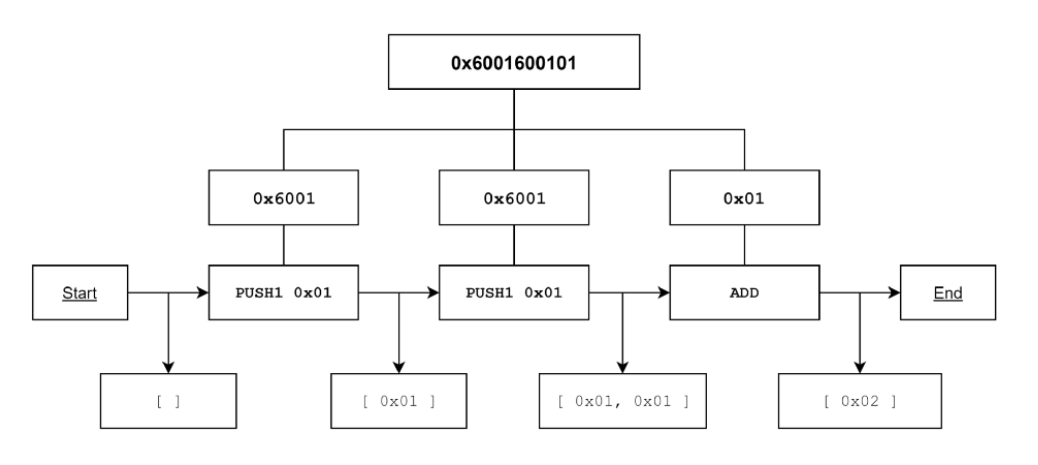 0x6001600101
0x6001
0x6001
0x01
Start
PUSH1 0x01
PUSH1 0x01
ADD
End
[ ]
[ 0x01 ]
[ 0x01, 0x01 ]
[ 0x02 ]